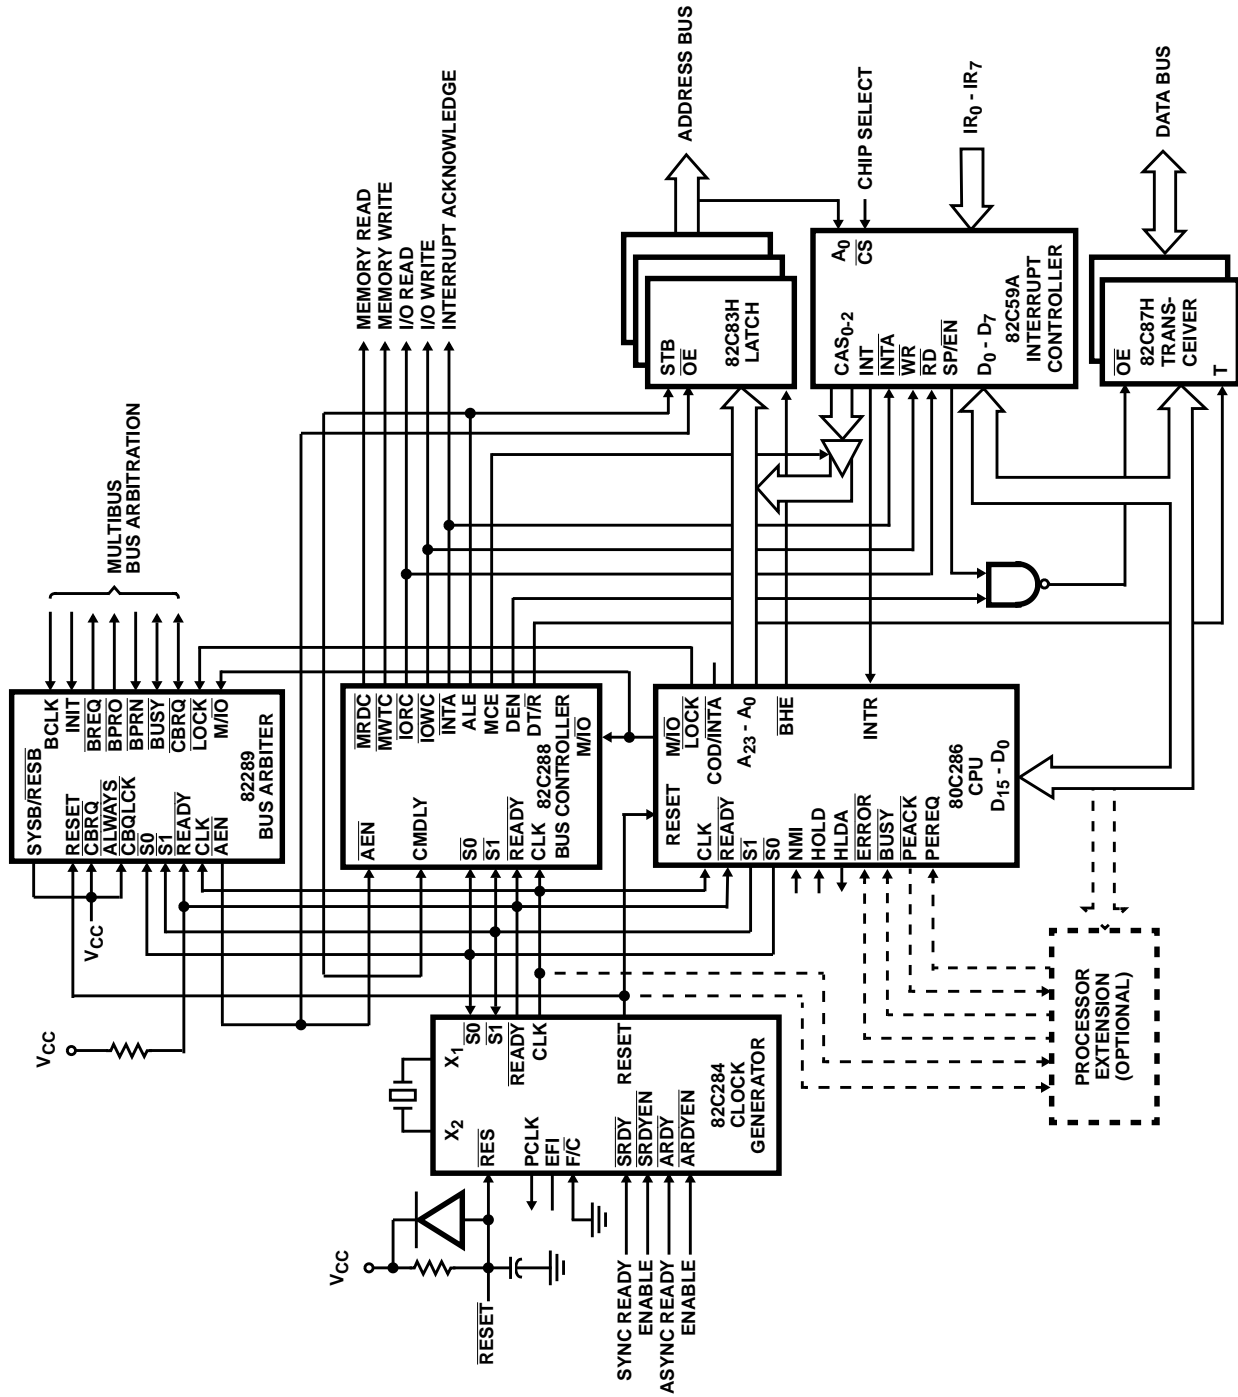 MULTIBUS
BUS ARBITRATION
BCLK
INIT
BREQ
BPRO
BPRN
BUSY
CBRQ
LOCK
M/IO
SYSB/RESB
RESET
CBRQ
ALWAYS
CBQLCK
S0
S1
READY
CLK
AEN
82289
BUS ARBITER
VCC
VCC
MEMORY READ
MEMORY WRITE
I/O READ
I/O WRITE
INTERRUPT ACKNOWLEDGE
MRDC
MWTC
IORC
IOWC
INTA
ALE
MCE
DEN
DT/R
M/IO
AEN
CMDLY
S0
S1
READY
CLK
82C288
BUS CONTROLLER
ADDRESS BUS
STB
OE
82C83H
LATCH
CHIP SELECT
A0
CS
CAS0-2
INT
INTA
WR
RD
SP/EN
D0 - D7
82C59A
INTERRUPT
CONTROLLER
IR0 - IR7
DATA BUS
OE
82C87H
TRANS-
CEIVER
T
M/IO
LOCK
COD/INTA
A23 - A0
BHE
INTR
80C286
CPU
D15 - D0
RESET
CLK
READY
S1
S0
NMI
HOLD
HLDA
ERROR
BUSY
PEACK
PEREQ
X1
X2
S0
S1
READY
CLK
RESET
RES
PCLK
EFI
F/C
SRDY
SRDYEN
ARDY
ARDYEN
82C284
CLOCK
GENERATOR
VCC
RESET
SYNC READY
ENABLE
ASYNC READY
ENABLE
PROCESSOR
EXTENSION
(OPTIONAL)